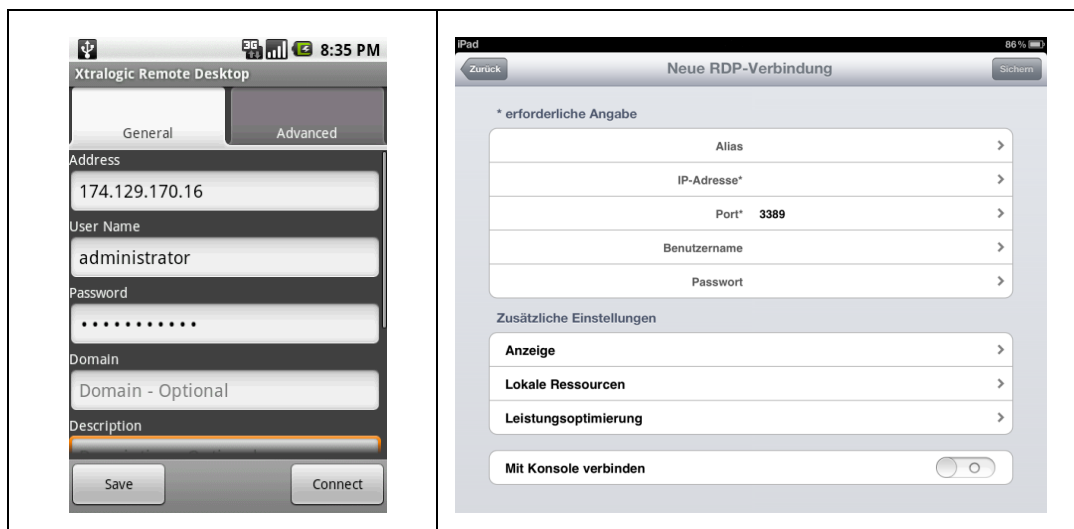 3G 8:35 PM
Xtralogic Remote Desktop
General Advanced
Address
174.129.170.16
User Name
administrator
Password
•••••••••••
Domain
Domain - Optional
Description
Save Connect
iPad 86%
Zurück Neue RDP-Verbindung Sichern
* erforderliche Angabe
Alias
IP-Adresse*
Port* 3389
Benutzername
Passwort
Zusätzliche Einstellungen
Anzeige
Lokale Ressourcen
Leistungsoptimierung
Mit Konsole verbinden